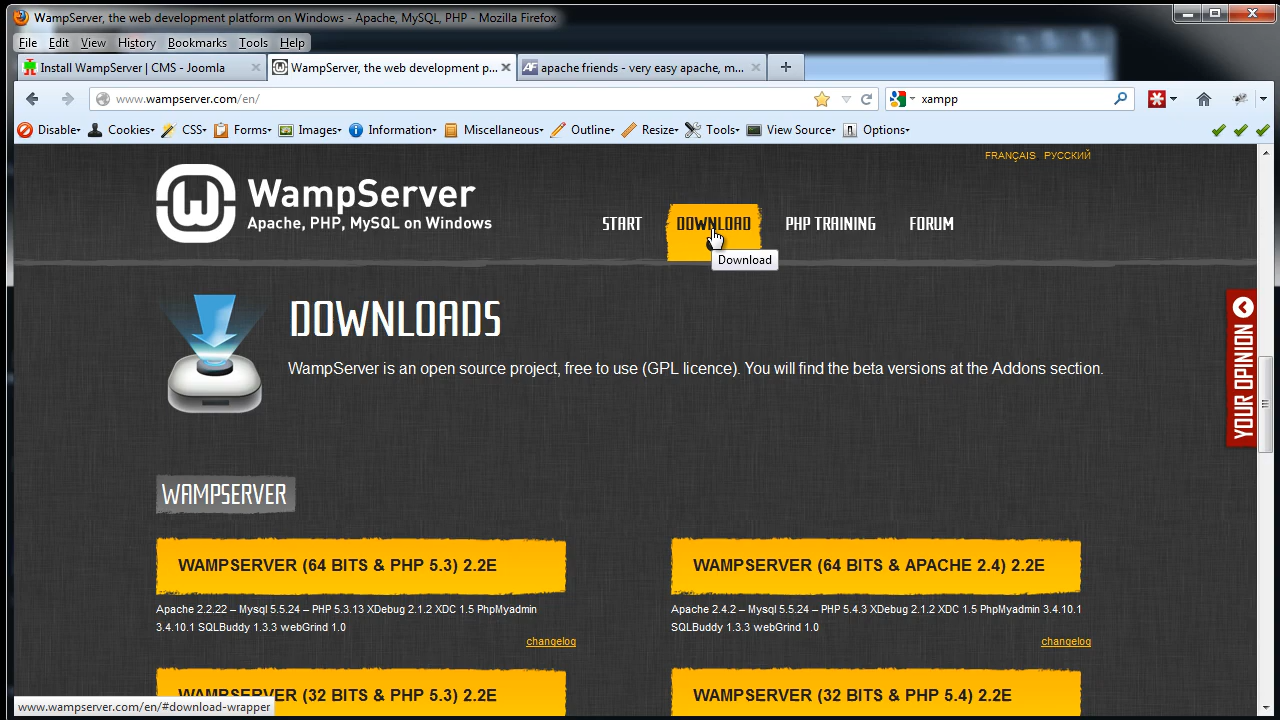 WampServer, the web development platform on Windows - Apache, MySQL, PHP - Mozilla Firefox
File Edit View History Bookmarks Tools Help
Install WampServer | CMS - Joomla
WampServer, the web development p...
AF apache friends - very easy apache, m...
www.wampserver.com/en/
xampp
Disable Cookies CSS Forms Images Information Miscellaneous Outline Resize Tools View Source Options
FRANÇAIS РУССКИЙ
WampServer
Apache, PHP, MySQL on Windows
START DOWNLOAD PHP TRAINING FORUM
Download
DOWNLOADS
WampServer is an open source project, free to use (GPL licence). You will find the beta versions at the Addons section.
YOUR OPINION
WAMPSERVER
WAMPSERVER (64 BITS & PHP 5.3) 2.2E
Apache 2.2.22 – Mysql 5.5.24 – PHP 5.3.13 XDebug 2.1.2 XDC 1.5 PhpMyadmin
3.4.10.1 SQLBuddy 1.3.3 webGrind 1.0
changelog
WAMPSERVER (64 BITS & APACHE 2.4) 2.2E
Apache 2.4.2 – Mysql 5.5.24 – PHP 5.4.3 XDebug 2.1.2 XDC 1.5 PhpMyadmin 3.4.10.1
SQLBuddy 1.3.3 webGrind 1.0
changelog
WAMPSERVER (32 BITS & PHP 5.3) 2.2E
WAMPSERVER (32 BITS & PHP 5.4) 2.2E
www.wampserver.com/en/#download-wrapper